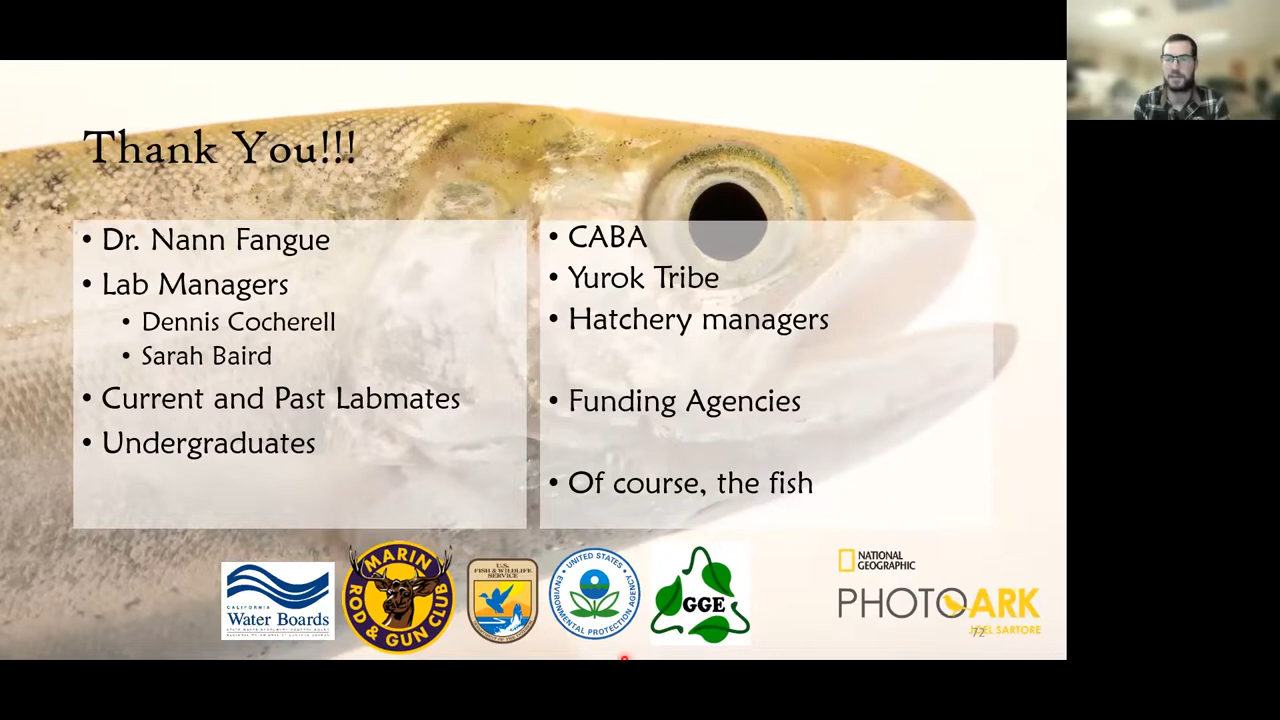 Thank You!!!
• Dr. Nann Fangue
• Lab Managers
• Dennis Cocherell
• Sarah Baird
• Current and Past Labmates
• Undergraduates
• CABA
• Yurok Tribe
• Hatchery managers
• Funding Agencies
• Of course, the fish
CALIFORNIA
Water Boards
MARIN
ROD & GUN CLUB
U.S.
FISH & WILDLIFE
SERVICE
UNITED STATES
ENVIRONMENTAL PROTECTION AGENCY
GGE
NATIONAL
GEOGRAPHIC
PHOTO ARK
JOEL SARTORE
72